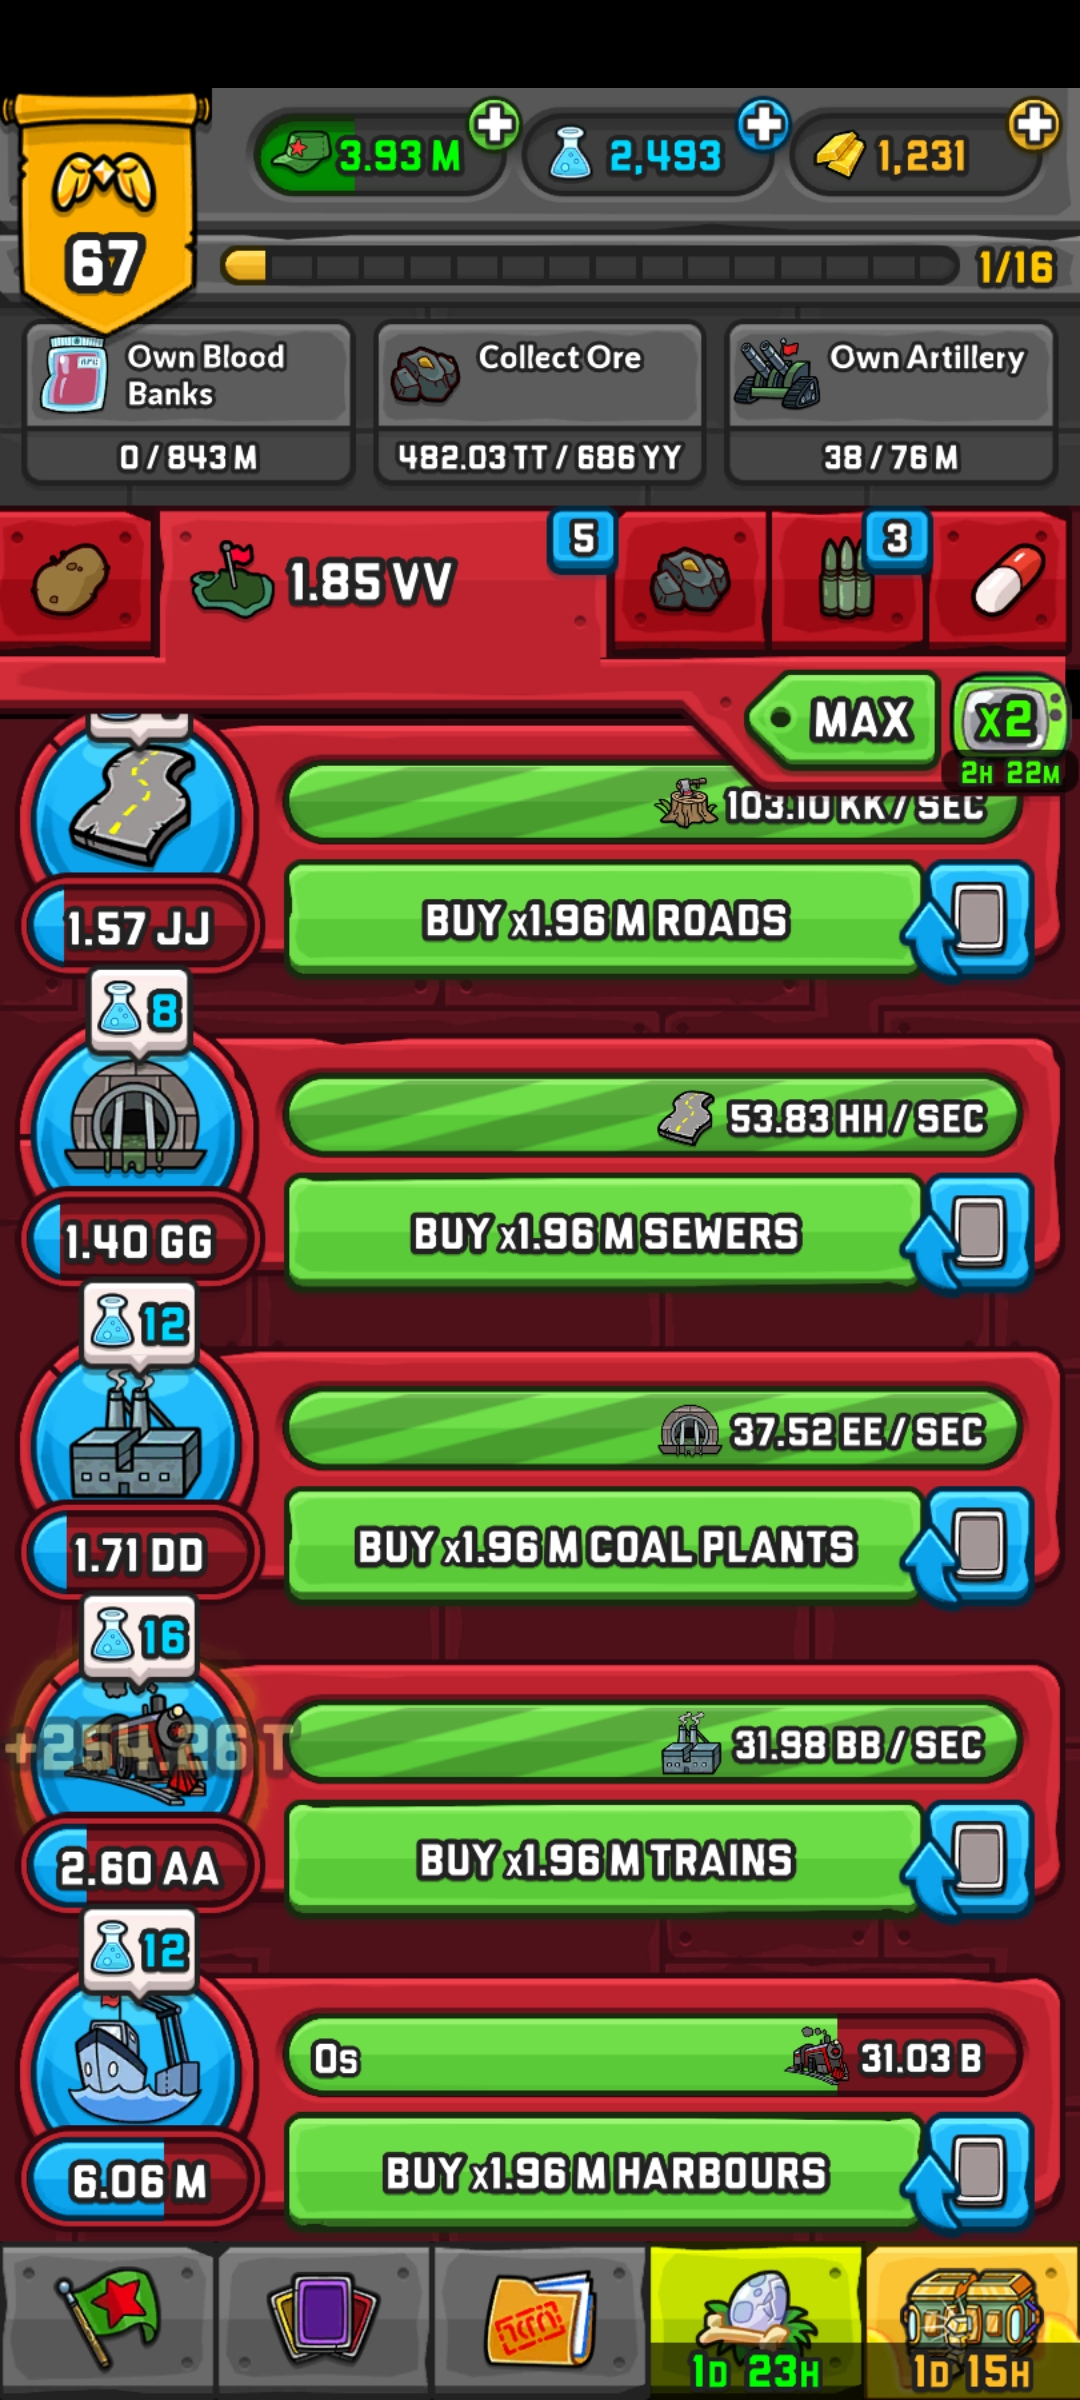 3.93 M
2,493
1,231
67
1/16
Own Blood
Banks
0 / 843 M
Collect Ore
482.03 TT / 686 YY
Own Artillery
38 / 76 M
1.85 VV
5
3
MAX
x2
2H 22M
103.10 KK / SEC
1.57 JJ
BUY x1.96 M ROADS
8
53.83 HH / SEC
1.40 GG
BUY x1.96 M SEWERS
12
37.52 EE / SEC
1.71 DD
BUY x1.96 M COAL PLANTS
16
+254.26 T
31.98 BB / SEC
2.60 AA
BUY x1.96 M TRAINS
12
0s
31.03 B
6.06 M
BUY x1.96 M HARBOURS
1D 23H
1D 15H